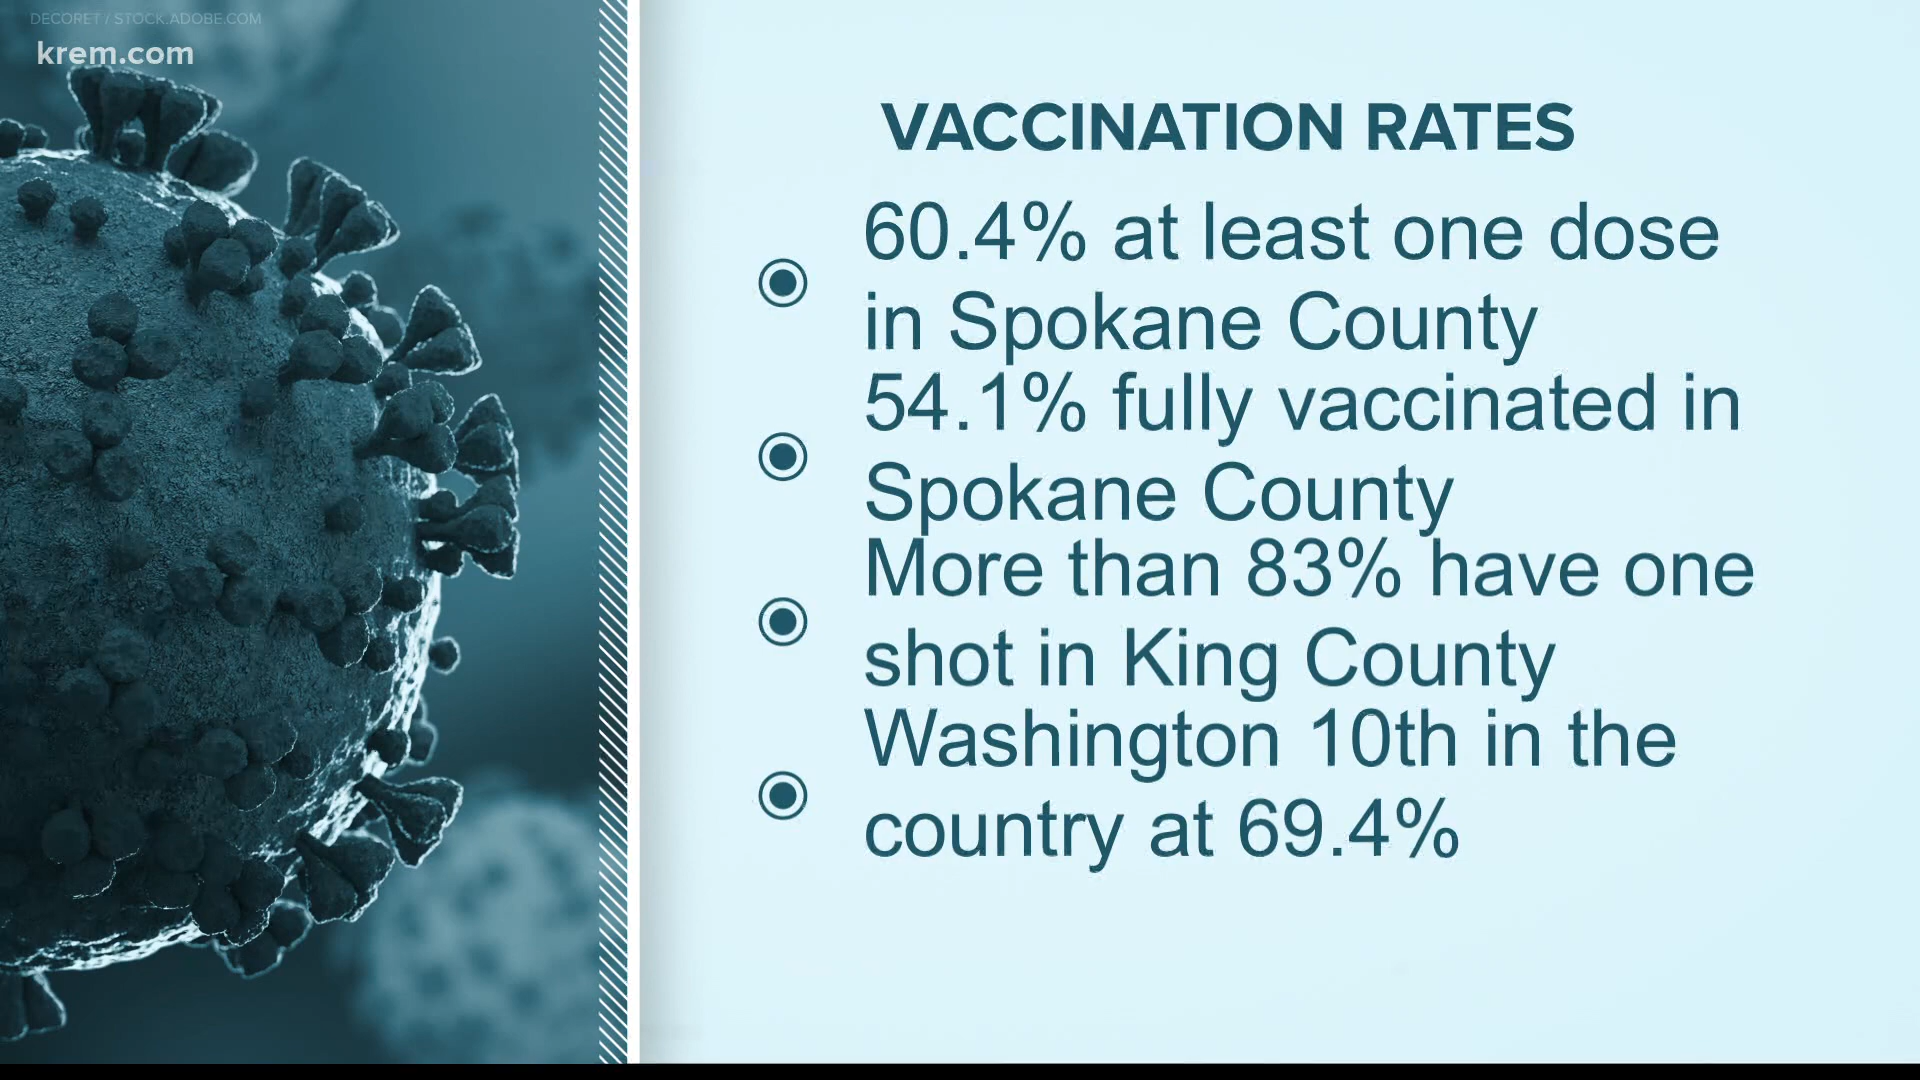 DECORET / STOCK.ADOBE.COM
krem.com
VACCINATION RATES
60.4% at least one dose
in Spokane County
54.1% fully vaccinated in
Spokane County
More than 83% have one
shot in King County
Washington 10th in the
country at 69.4%